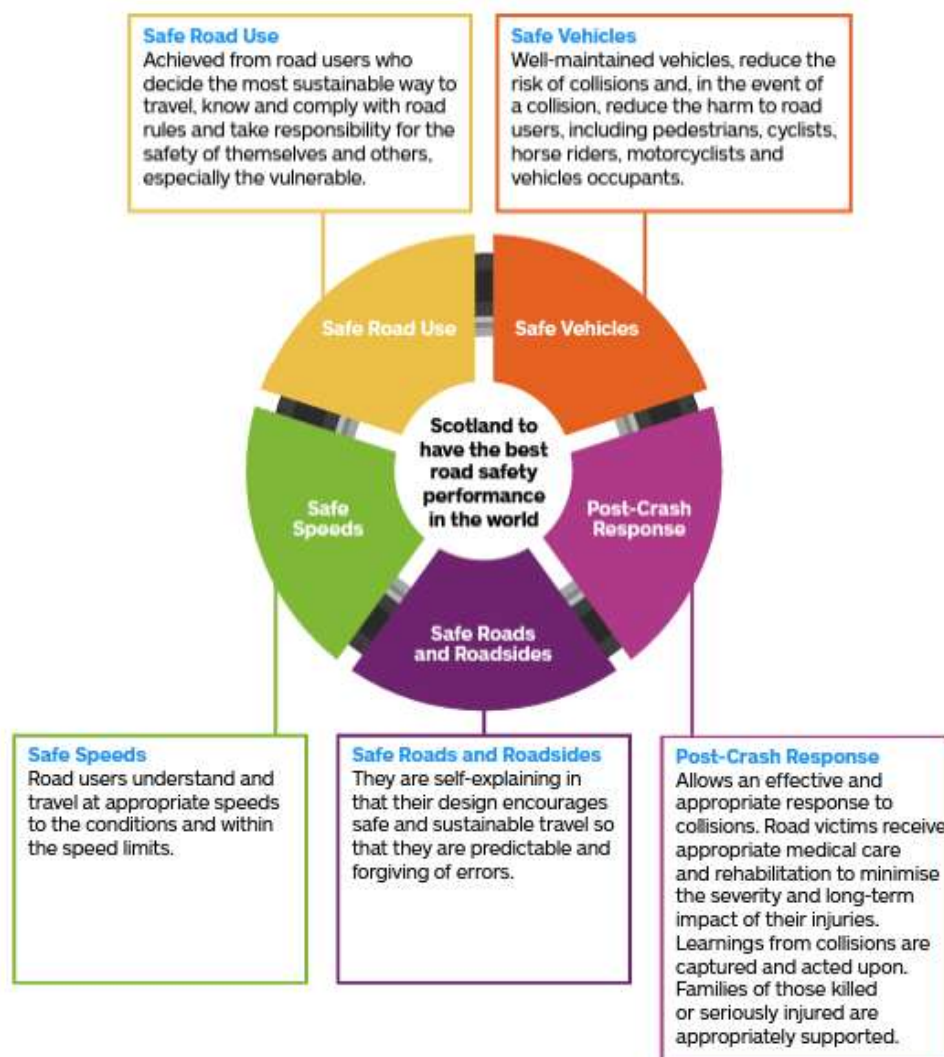 Safe Road Use
Achieved from road users who
decide the most sustainable way to
travel, know and comply with road
rules and take responsibility for the
safety of themselves and others,
especially the vulnerable.
Safe Vehicles
Well-maintained vehicles, reduce the
risk of collisions and, in the event of
a collision, reduce the harm to road
users, including pedestrians, cyclists,
horse riders, motorcyclists and
vehicles occupants.
Safe Road Use
Safe Vehicles
Scotland to
have the best
road safety
performance
in the world
Safe
Speeds
Post-Crash
Response
Safe Roads
and Roadsides
Safe Speeds
Road users understand and
travel at appropriate speeds
to the conditions and within
the speed limits.
Safe Roads and Roadsides
They are self-explaining in
that their design encourages
safe and sustainable travel so
that they are predictable and
forgiving of errors.
Post-Crash Response
Allows an effective and
appropriate response to
collisions. Road victims receive
appropriate medical care
and rehabilitation to minimise
the severity and long-term
impact of their injuries.
Learnings from collisions are
captured and acted upon.
Families of those killed
or seriously injured are
appropriately supported.